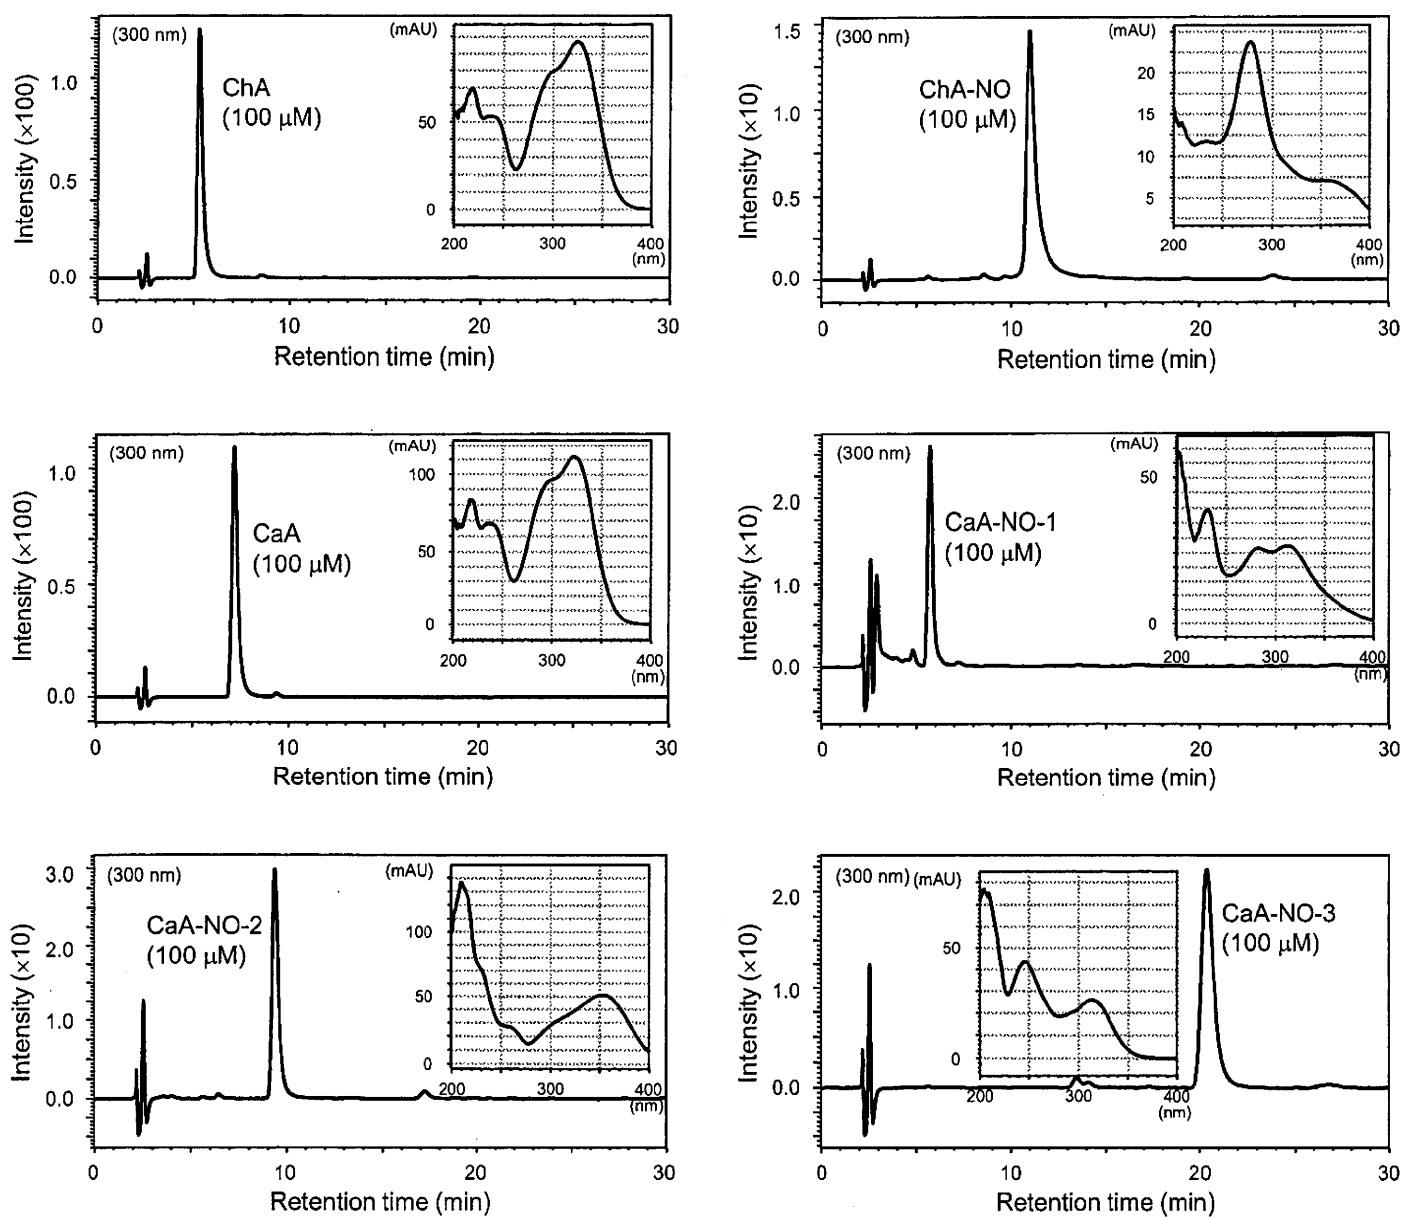 (300 nm)
ChA
(100 μM)
(mAU)
50
0
200 300 400
(nm)
Intensity (×100)
1.0
0.5
0.0
0 10 20 30
Retention time (min)
(300 nm)
ChA-NO
(100 μM)
(mAU)
20
15
10
5
200 300 400
(nm)
Intensity (×10)
1.5
1.0
0.5
0.0
0 10 20 30
Retention time (min)
(300 nm)
CaA
(100 μM)
(mAU)
100
50
0
200 300 400
(nm)
Intensity (×100)
1.0
0.5
0.0
0 10 20 30
Retention time (min)
(300 nm)
CaA-NO-1
(100 μM)
(mAU)
50
0
200 300 400
(nm)
Intensity (×10)
2.0
1.0
0.0
0 10 20 30
Retention time (min)
(300 nm)
CaA-NO-2
(100 μM)
(mAU)
100
50
0
200 300 400
(nm)
Intensity (×10)
3.0
2.0
1.0
0.0
0 10 20 30
Retention time (min)
(300 nm)
(mAU)
50
0
200 300 400
(nm)
CaA-NO-3
(100 μM)
Intensity (×10)
2.0
1.0
0.0
0 10 20 30
Retention time (min)